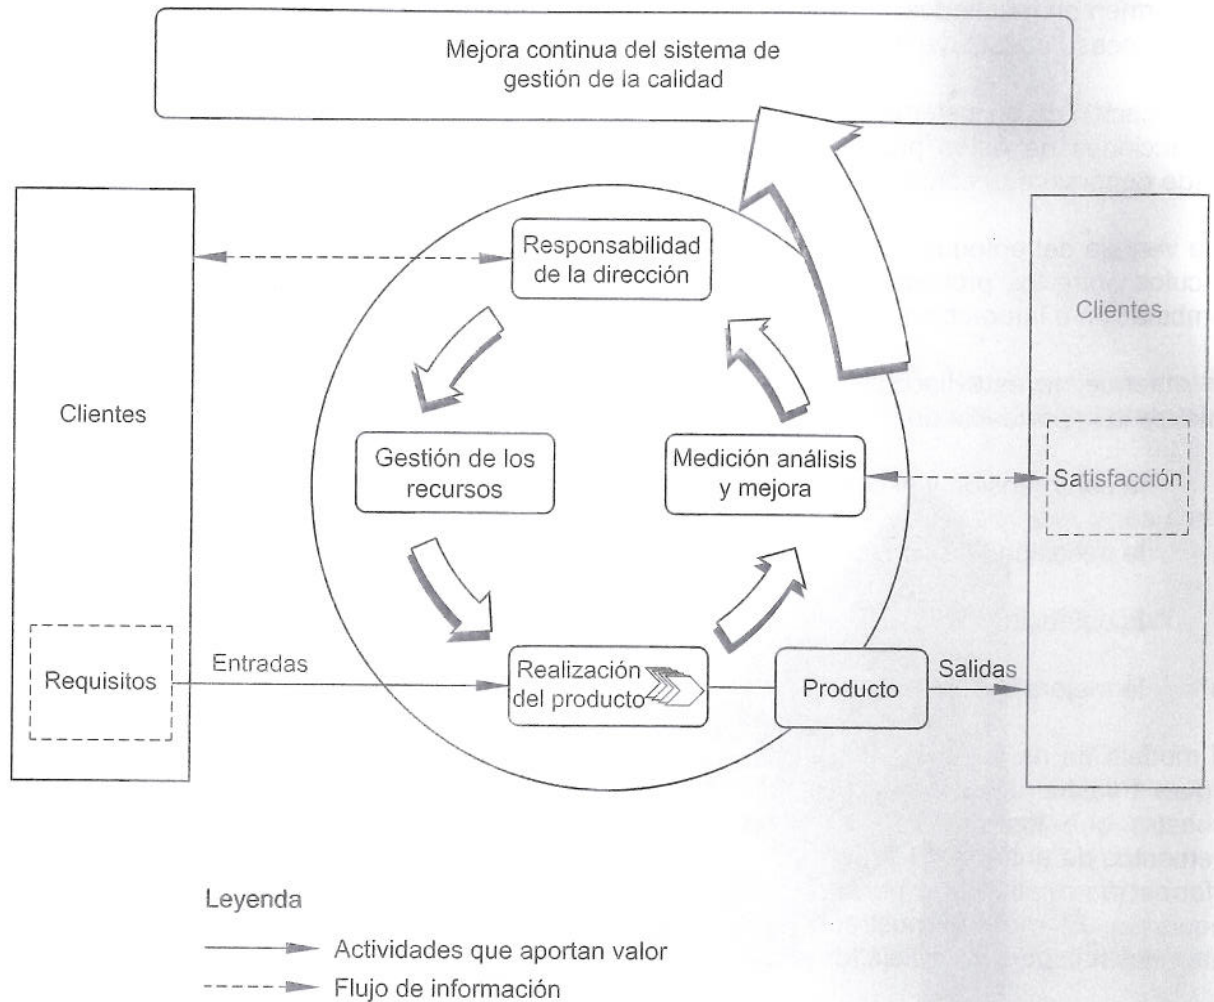 Mejora continua del sistema de
gestión de la calidad
Responsabilidad
de la dirección
Clientes
Clientes
Gestión de los
recursos
Medición análisis
y mejora
Satisfacción
Requisitos
Entradas
Realización
del producto
Producto
Salidas
Leyenda
Actividades que aportan valor
Flujo de información